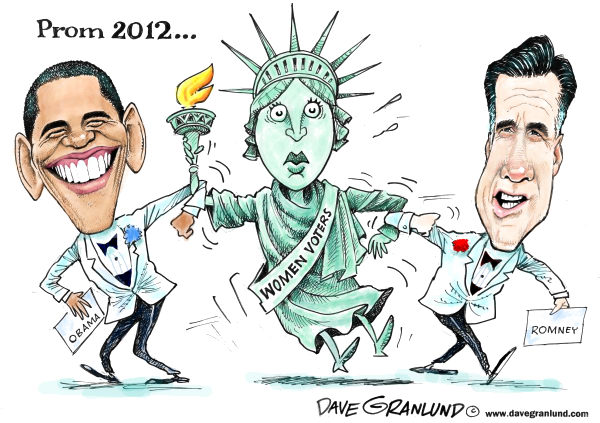 Prom 2012...
WOMEN VOTERS
OBAMA
ROMNEY
DAVE GRANLUND © www.davegranlund.com